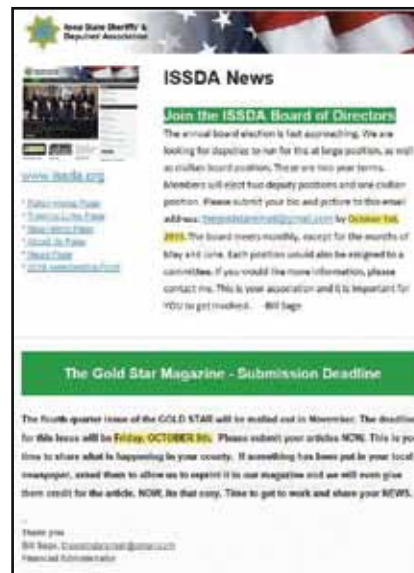 Iowa State Sheriffs' &
Deputies' Association
ISSDA News
Join the ISSDA Board of Directors
The annual board election is fast approaching. We are
looking for deputies to run for the at large position, as well
as civilian board position. These are two year terms.
Members will elect two deputy positions and one civilian
position. Please submit your bio and picture to this email
address: by October 1st,
The board meets monthly, except for the months of
May and June. Each position would also be assigned to a
committee. If you would like more information, please
contact me. This is your association and it is important for
YOU to get involved. -Bill Sage
www.issda.org
The Gold Star Magazine - Submission Deadline
The fourth quarter issue of the GOLD STAR will be mailed out in November. The deadline
for this issue will be Friday, OCTOBER 9th. Please submit your articles NOW. This is you
time to share what is happening in your county. If something has been put in your local
newspaper, asked them to allow us to reprint it in our magazine and we will even give
them credit for the article. NOW, its that easy. Time to get to work and share your NEWS.
Thank you
Bill Sage,
Financial Administrator